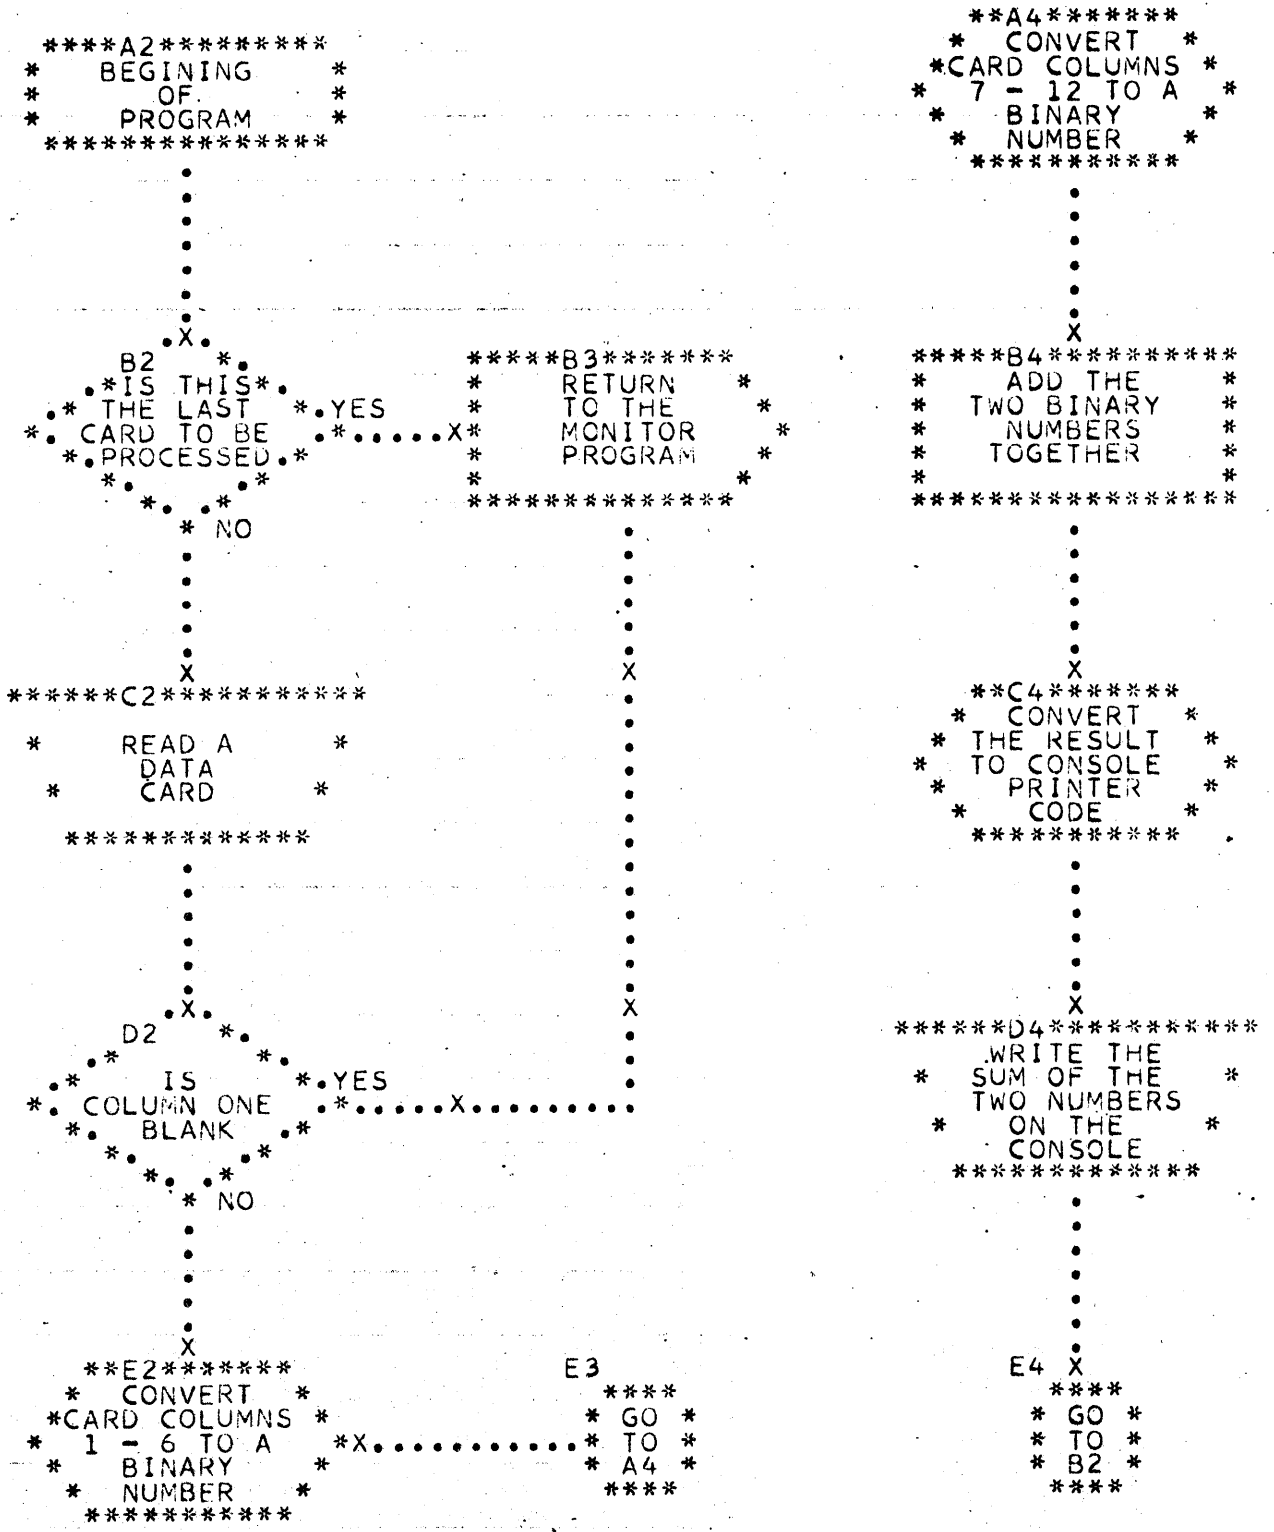 A2
BEGINING
OF
PROGRAM
B2
IS THIS
THE LAST
CARD TO BE
PROCESSED
YES
NO
B3
RETURN
TO THE
MONITOR
PROGRAM
C2
READ A
DATA
CARD
D2
IS
COLUMN ONE
BLANK
YES
NO
E2
CONVERT
CARD COLUMNS
1 - 6 TO A
BINARY
NUMBER
E3
GO
TO
A4
A4
CONVERT
CARD COLUMNS
7 - 12 TO A
BINARY
NUMBER
B4
ADD THE
TWO BINARY
NUMBERS
TOGETHER
C4
CONVERT
THE RESULT
TO CONSOLE
PRINTER
CODE
D4
WRITE THE
SUM OF THE
TWO NUMBERS
ON THE
CONSOLE
E4
GO
TO
B2